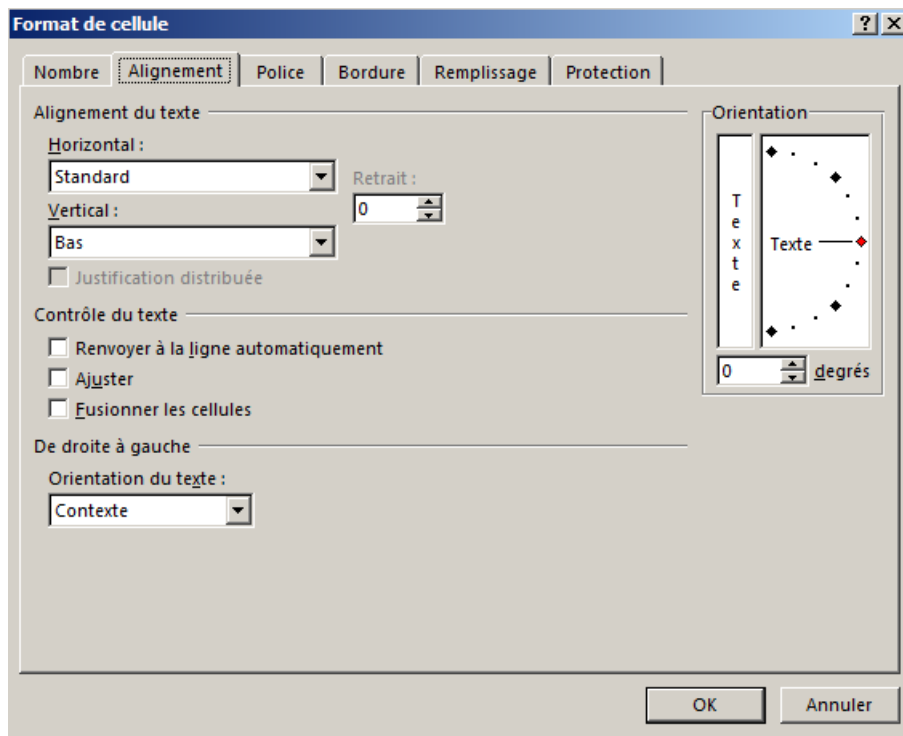 Format de cellule
Nombre Alignement Police Bordure Remplissage Protection
Alignement du texte
Horizontal :
Standard
Retrait :
0
Vertical :
Bas
Justification distribuée
Contrôle du texte
Renvoyer à la ligne automatiquement
Ajuster
Fusionner les cellules
De droite à gauche
Orientation du texte :
Contexte
Orientation
Texte
Texte
0 degrés
OK Annuler